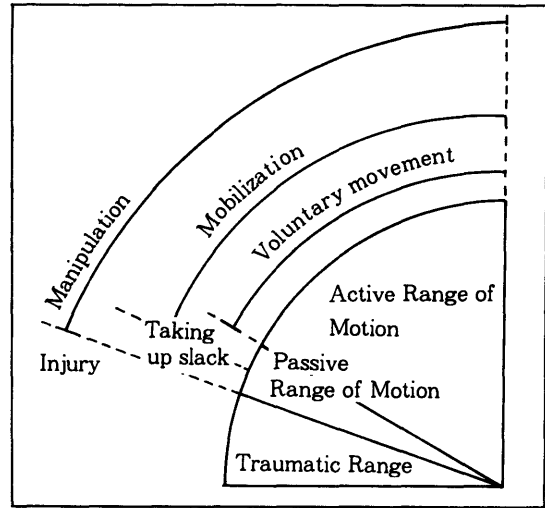 Manipulation
Mobilization
Voluntary movement
Active Range of
Motion
Taking
up slack
Injury
Passive
Range of Motion
Traumatic Range